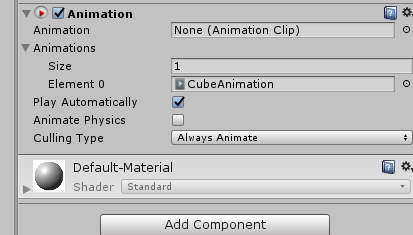 Animation
Animation None (Animation Clip)
Animations
Size 1
Element 0 CubeAnimation
Play Automatically
Animate Physics
Culling Type Always Animate
Default-Material
Shader Standard
Add Component